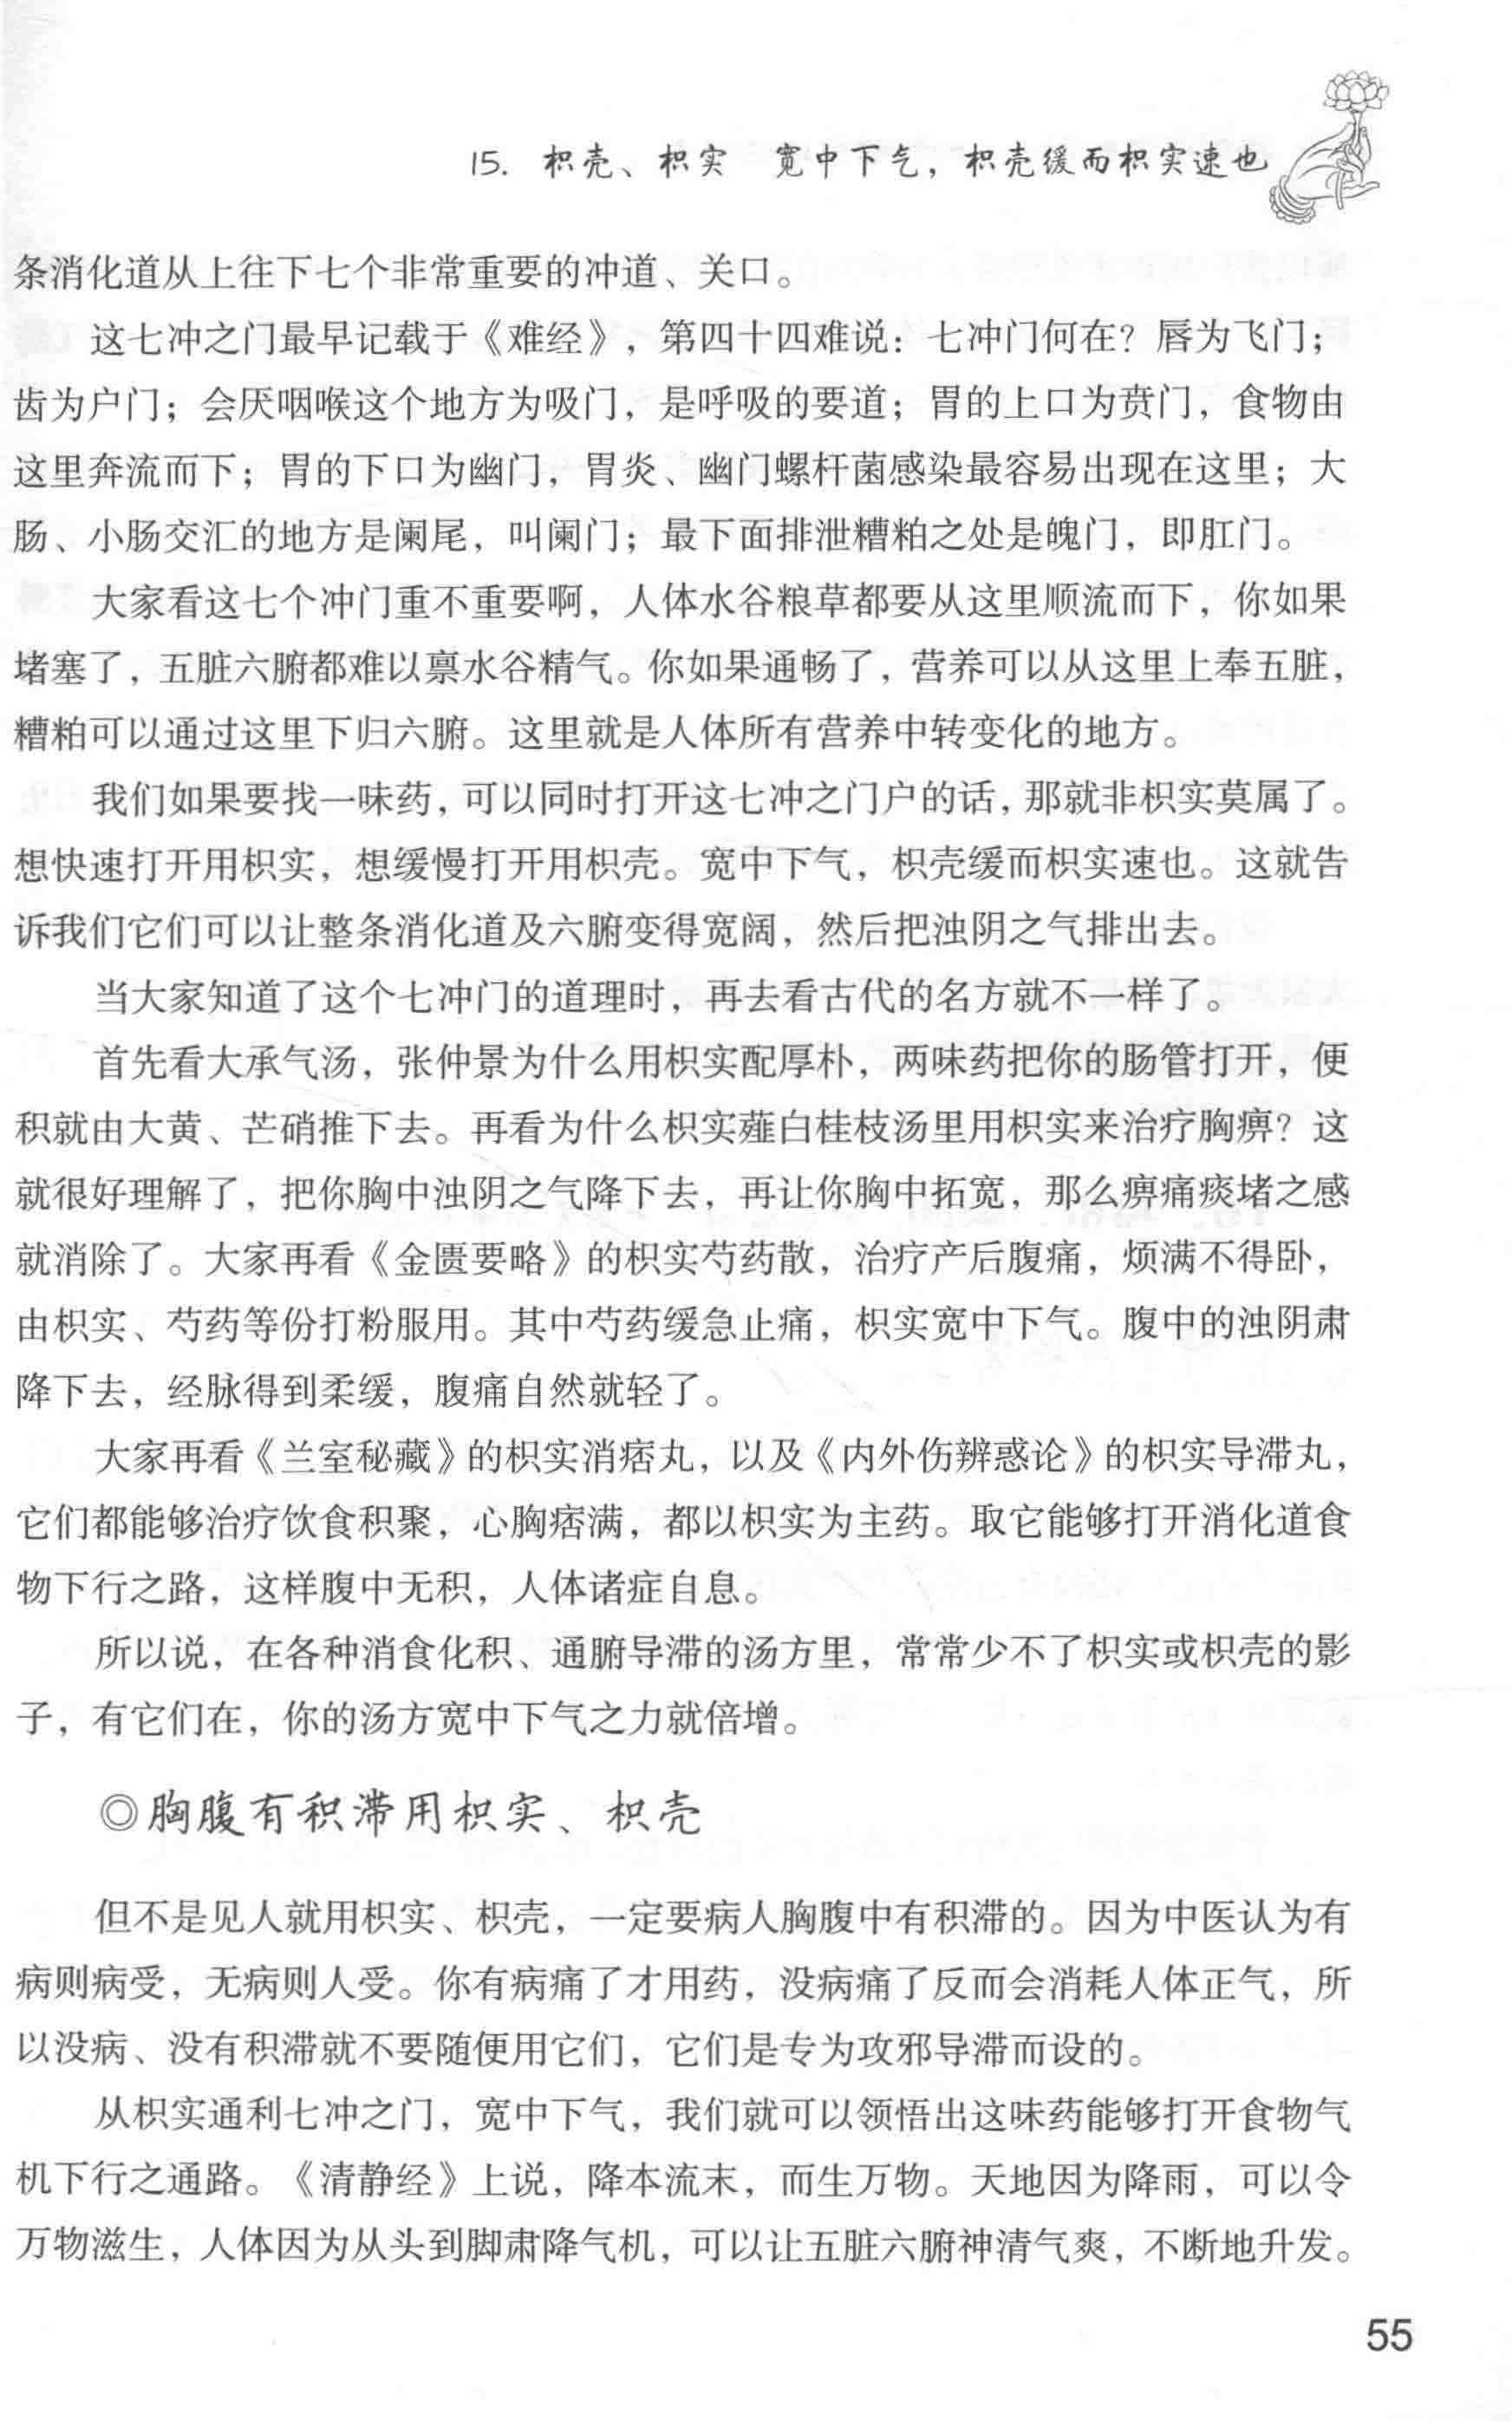 15. 枳壳、枳实 宽中下气，枳壳缓而枳实速也
条消化道从上往下七个非常重要的冲道、关口。
这七冲之门最早记载于《难经》，第四十四难说：七冲门何在？唇为飞门；
齿为户门；会厌咽喉这个地方为吸门，是呼吸的要道；胃的上口为贲门，食物由
这里奔流而下；胃的下口为幽门，胃炎、幽门螺杆菌感染最容易出现在这里；大
肠、小肠交汇的地方是阑尾，叫阑门；最下面排泄糟粕之处是魄门，即肛门。
大家看这七个冲门重不重要啊，人体水谷粮草都要从这里顺流而下，你如果
堵塞了，五脏六腑都难以禀水谷精气。你如果通畅了，营养可以从这里上奉五脏，
糟粕可以通过这里下归六腑。这里就是人体所有营养中转变化的地方。
我们如果要找一味药，可以同时打开这七冲之门户的话，那就非枳实莫属了。
想快速打开用枳实，想缓慢打开用枳壳。宽中下气，枳壳缓而枳实速也。这就告
诉我们它们可以让整条消化道及六腑变得宽阔，然后把浊阴之气排出去。
当大家知道了这个七冲门的道理时，再去看古代的名方就不一样了。
首先看大承气汤，张仲景为什么用枳实配厚朴，两味药把你的肠管打开，便
积就由大黄、芒硝推下去。再看为什么枳实薤白桂枝汤里用枳实来治疗胸痹？这
就很好理解了，把你胸中浊阴之气降下去，再让你胸中拓宽，那么痹痛痰堵之感
就消除了。大家再看《金匮要略》的枳实芍药散，治疗产后腹痛，烦满不得卧，
由枳实、芍药等份打粉服用。其中芍药缓急止痛，枳实宽中下气。腹中的浊阴肃
降下去，经脉得到柔缓，腹痛自然就轻了。
大家再看《兰室秘藏》的枳实消痞丸，以及《内外伤辨惑论》的枳实导滞丸，
它们都能够治疗饮食积聚，心胸痞满，都以枳实为主药。取它能够打开消化道食
物下行之路，这样腹中无积，人体诸症自息。
所以说，在各种消食化积、通腑导滞的汤方里，常常少不了枳实或枳壳的影
子，有它们在，你的汤方宽中下气之力就倍增。
◎胸腹有积滞用枳实、枳壳
但不是见人就用枳实、枳壳，一定要病人胸腹中有积滞的。因为中医认为有
病则病受，无病则人受。你有病痛了才用药，没病痛了反而会消耗人体正气，所
以没病、没有积滞就不要随便用它们，它们是专为攻邪导滞而设的。
从枳实通利七冲之门，宽中下气，我们就可以领悟出这味药能够打开食物气
机下行之通路。《清静经》上说，降本流末，而生万物。天地因为降雨，可以令
万物滋生，人体因为从头到脚肃降气机，可以让五脏六腑神清气爽，不断地升发。
55